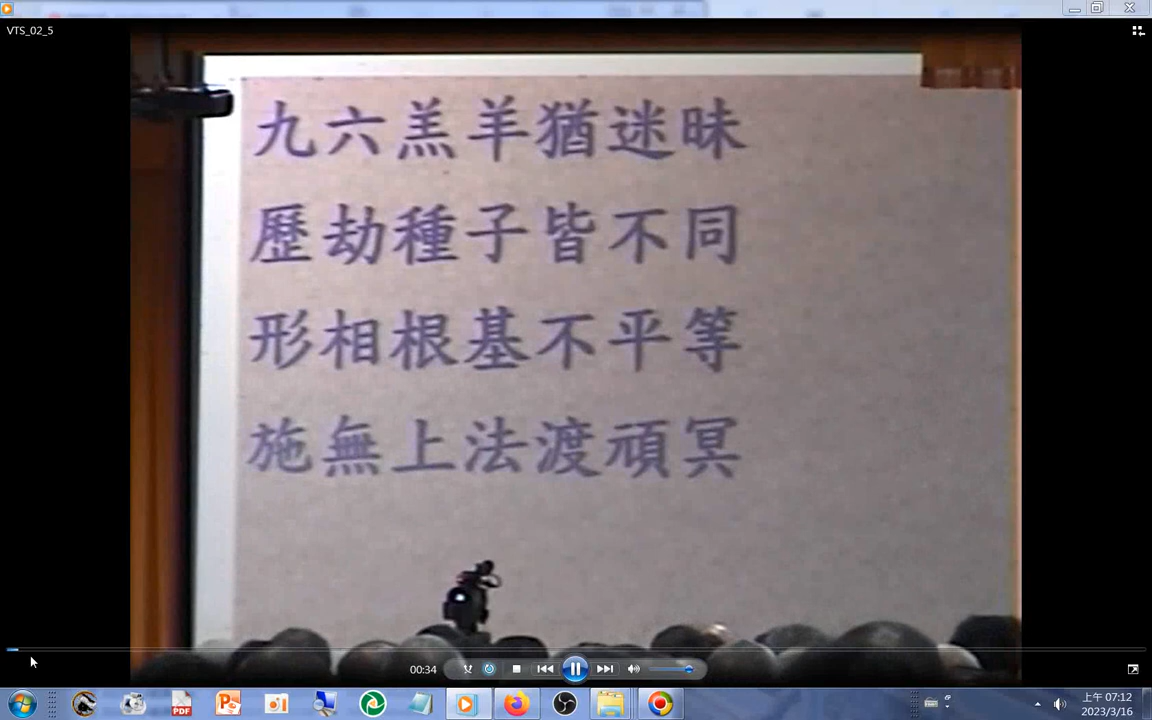 VTS_02_5
九六羔羊猶迷昧
歷劫種子皆不同
形相根基不平等
施無上法渡頑冥
00:34
PDF
上午 07:12
2023/3/16